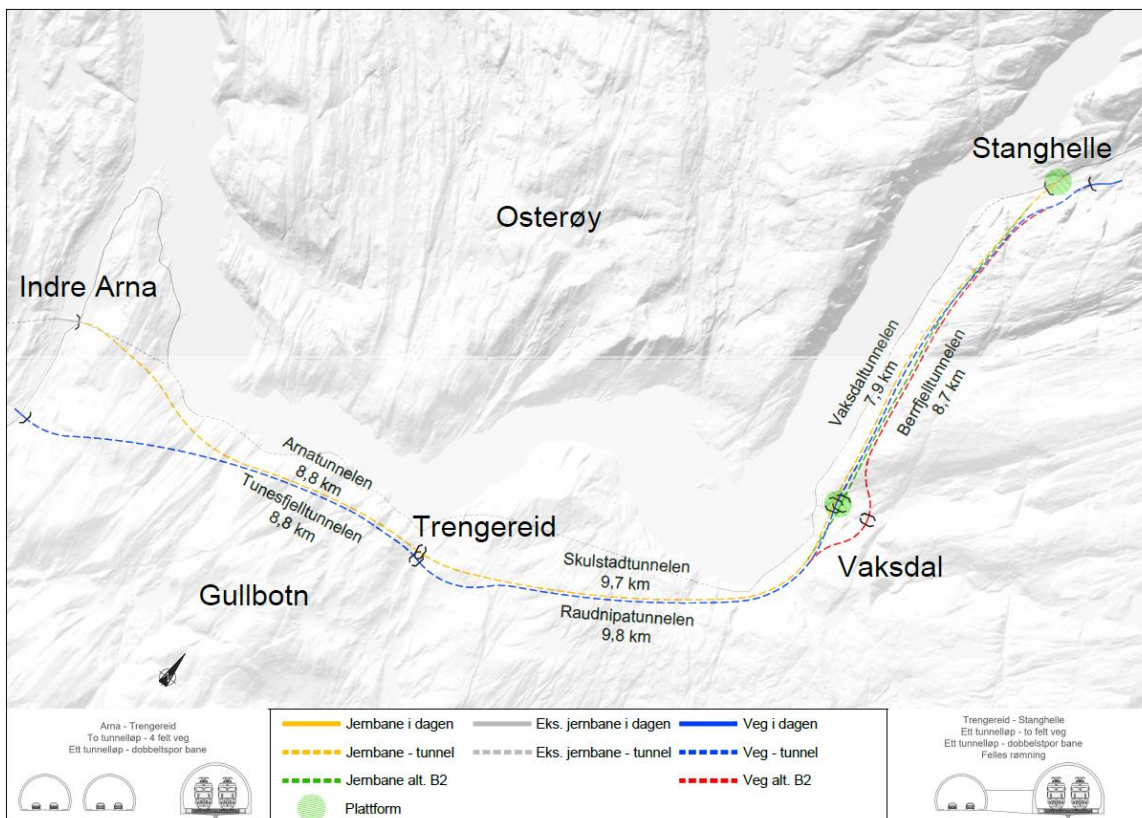 Stanghelle
Osterøy
Indre Arna
Vaksdaltunnelen
7,9 km
Berrfjelltunnelen
8,7 km
Arnatunnelen
8,8 km
Tunesfjelltunnelen
8,8 km
Trengereid
Skulstadtunnelen
9,7 km
Vaksdal
Gullbotn
Raudnipatunnelen
9,8 km
Arna - Trengereid
To tunnelløp - 4 felt veg
Ett tunnelløp - dobbeltspor bane
Jernbane i dagen
Eks. jernbane i dagen
Veg i dagen
Jernbane - tunnel
Eks. jernbane - tunnel
Veg - tunnel
Jernbane alt. B2
Veg alt. B2
Plattform
Trengereid - Stanghelle
Ett tunnelløp - to felt veg
Ett tunnelløp - dobbeltspor bane
Felles rømning